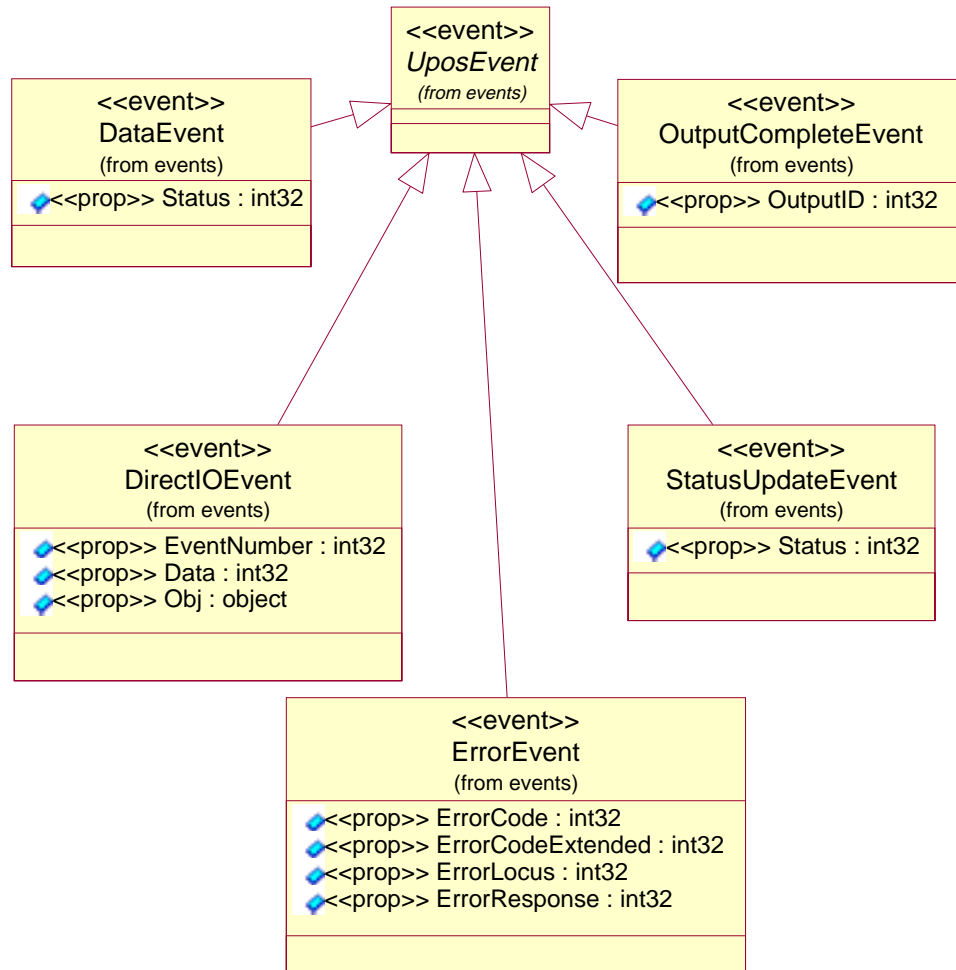 <<event>>
UposEvent
(from events)
<<event>>
DataEvent
(from events)
<<prop>> Status : int32
<<event>>
OutputCompleteEvent
(from events)
<<prop>> OutputID : int32
<<event>>
DirectIOEvent
(from events)
<<prop>> EventNumber : int32
<<prop>> Data : int32
<<prop>> Obj : object
<<event>>
StatusUpdateEvent
(from events)
<<prop>> Status : int32
<<event>>
ErrorEvent
(from events)
<<prop>> ErrorCode : int32
<<prop>> ErrorCodeExtended : int32
<<prop>> ErrorLocus : int32
<<prop>> ErrorResponse : int32